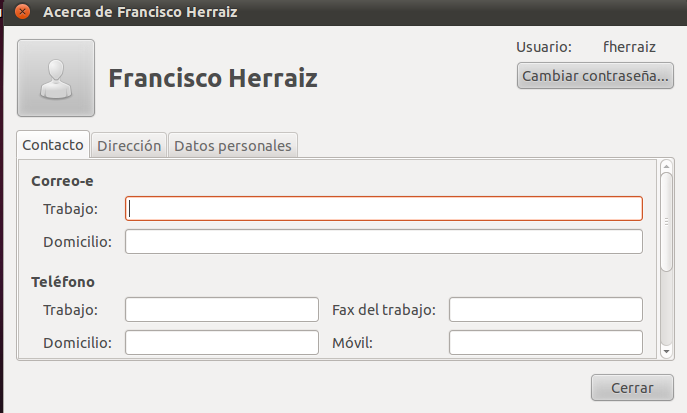 Acerca de Francisco Herraiz
Usuario: fherraiz
Francisco Herraiz
Cambiar contraseña...
Contacto Dirección Datos personales
Correo-e
Trabajo:
Domicilio:
Teléfono
Trabajo: Fax del trabajo:
Domicilio: Móvil:
Cerrar